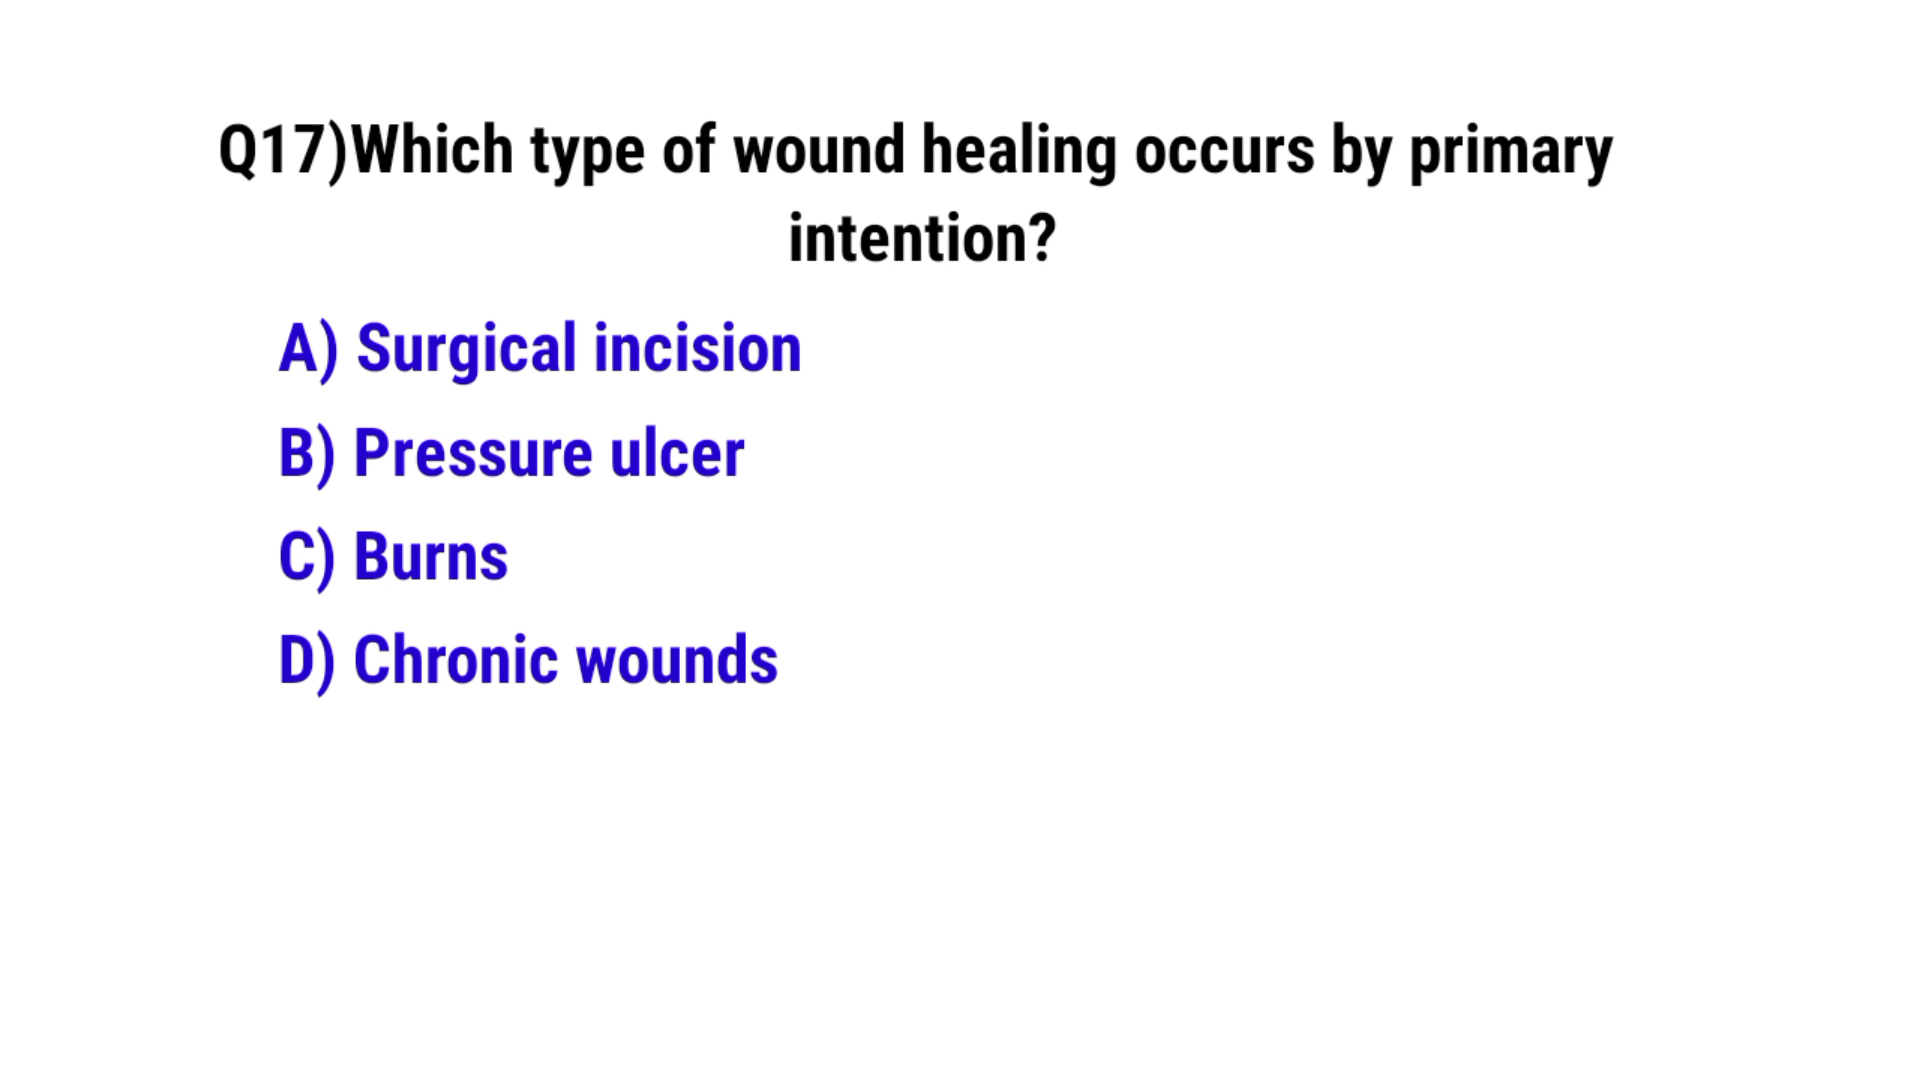 Q17)Which type of wound healing occurs by primary
intention?
A) Surgical incision
B) Pressure ulcer
C) Burns
D) Chronic wounds